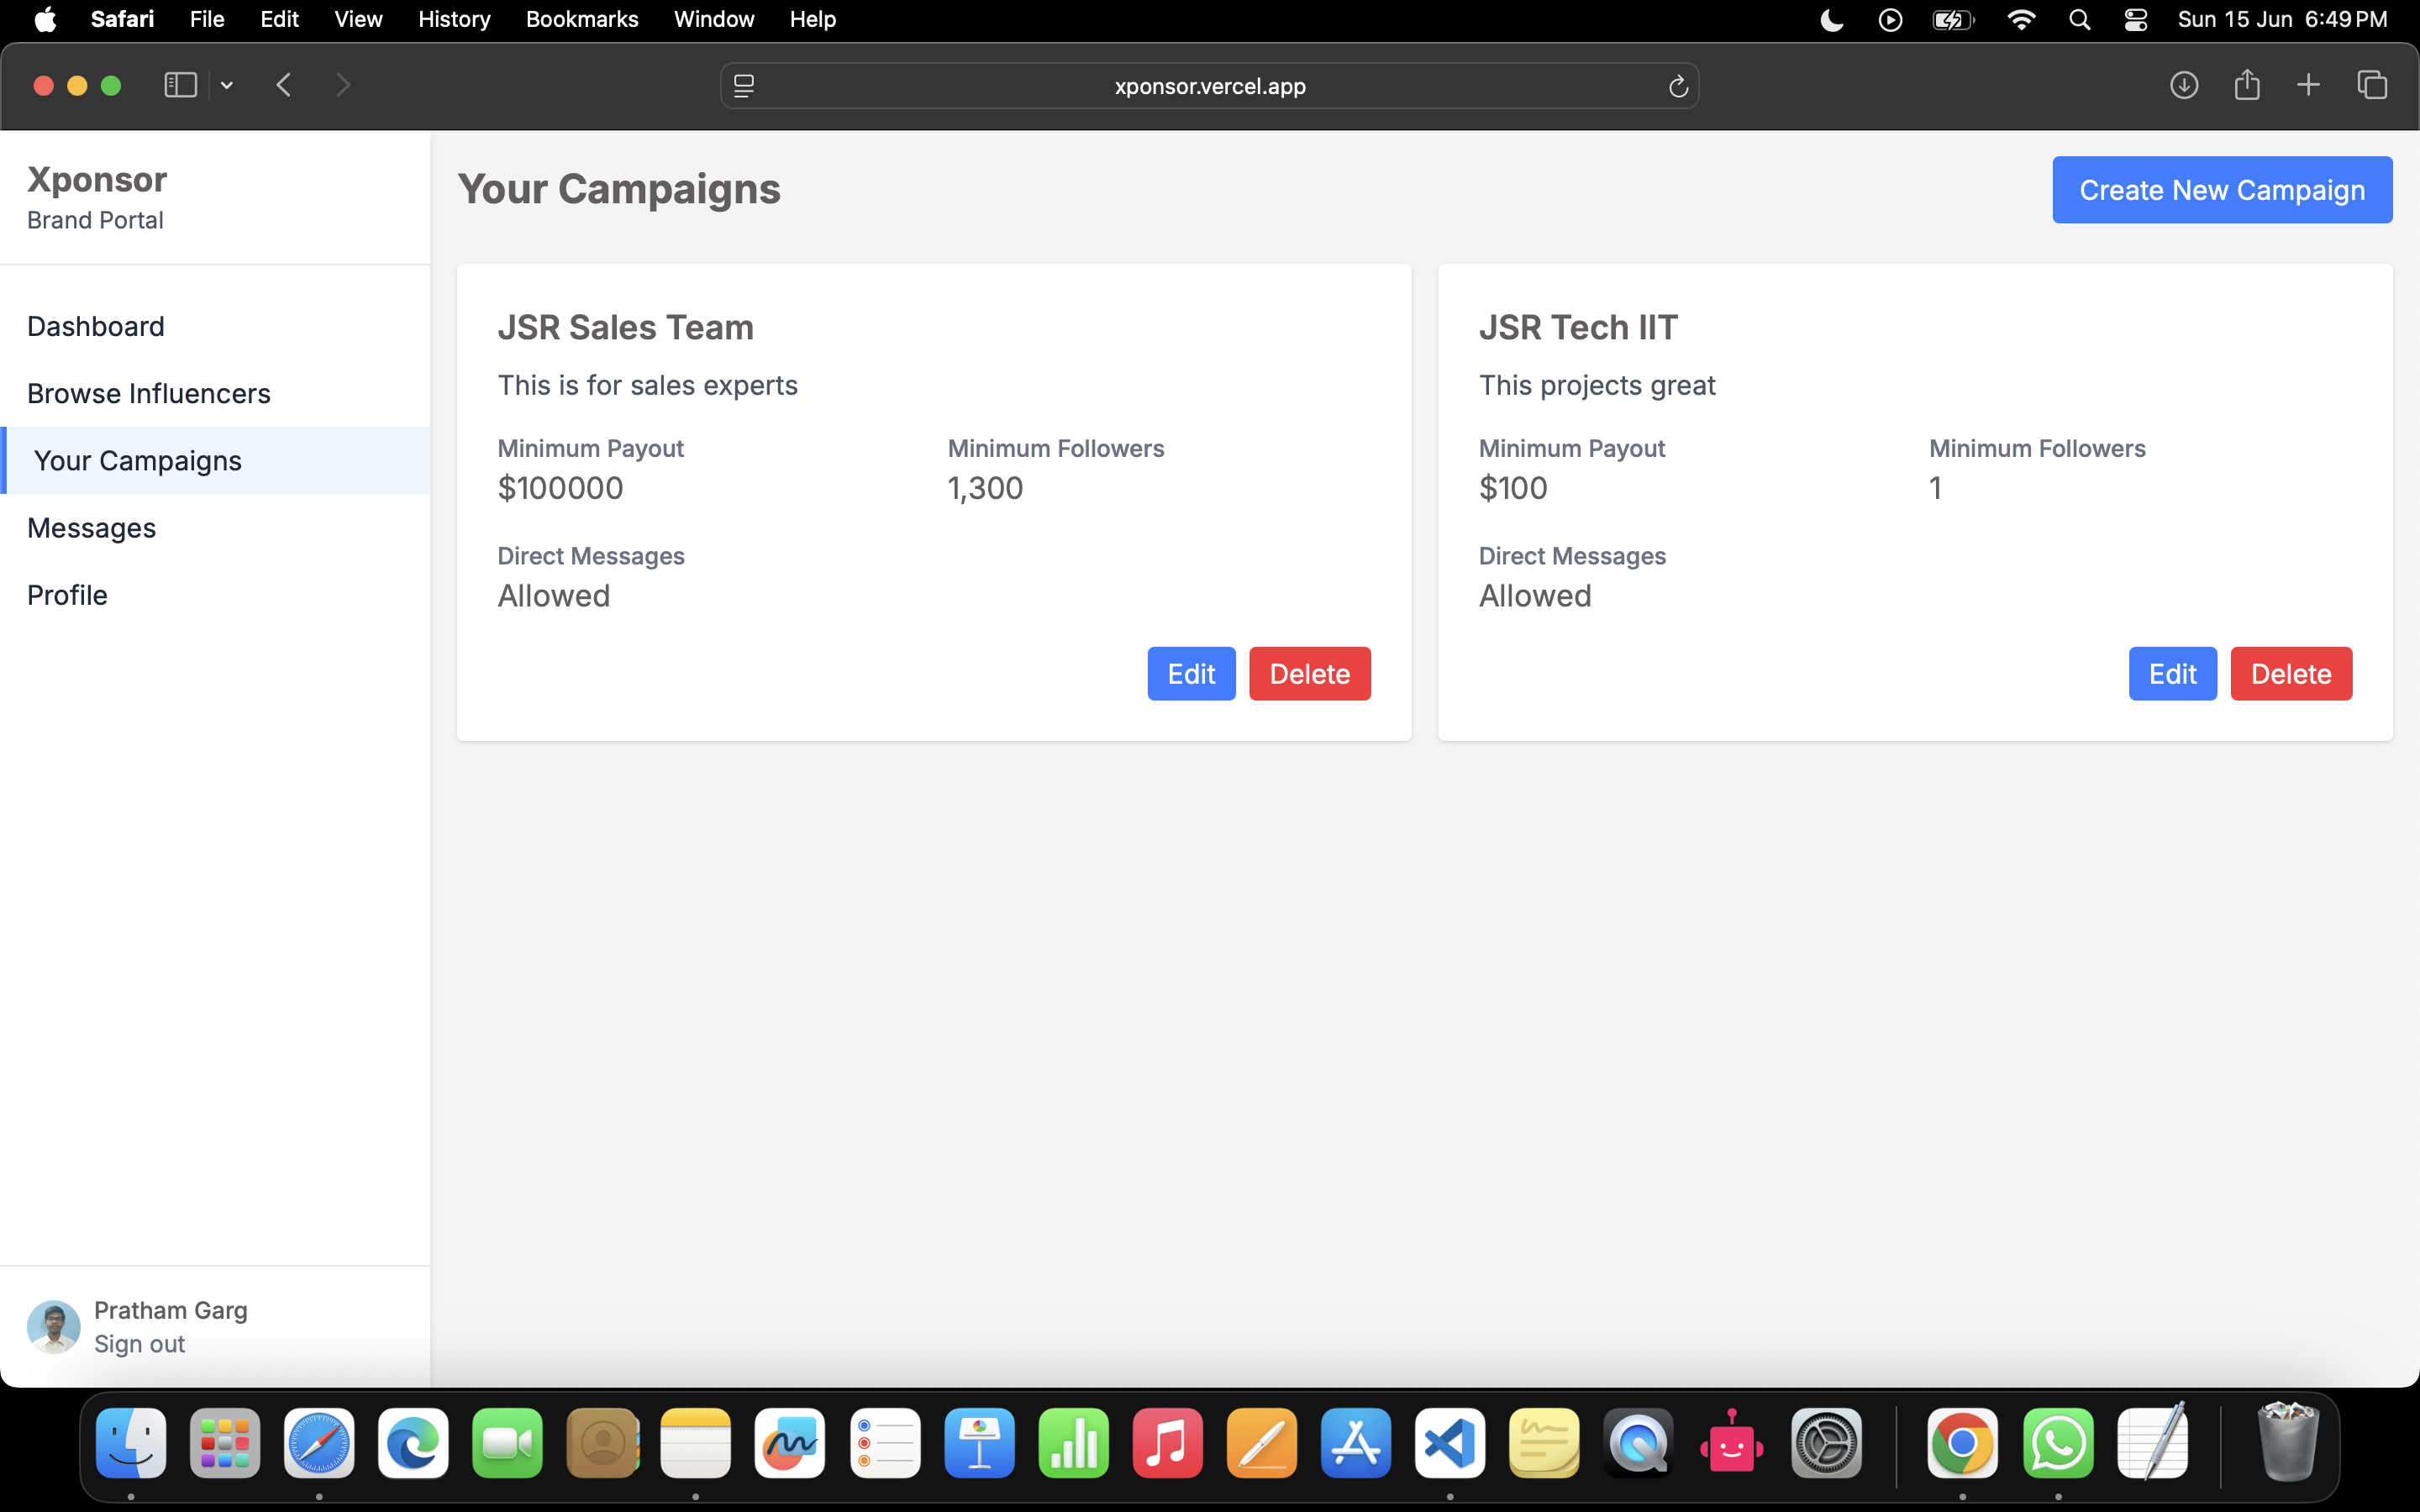 Safari File Edit View History Bookmarks Window Help Sun 15 Jun 6:49 PM
xponsor.vercel.app
Xponsor
Brand Portal
Dashboard
Browse Influencers
Your Campaigns
Messages
Profile
Pratham Garg
Sign out
Your Campaigns
Create New Campaign
JSR Sales Team
This is for sales experts
Minimum Payout Minimum Followers
$100000 1,300
Direct Messages
Allowed
Edit Delete
JSR Tech IIT
This projects great
Minimum Payout Minimum Followers
$100 1
Direct Messages
Allowed
Edit Delete